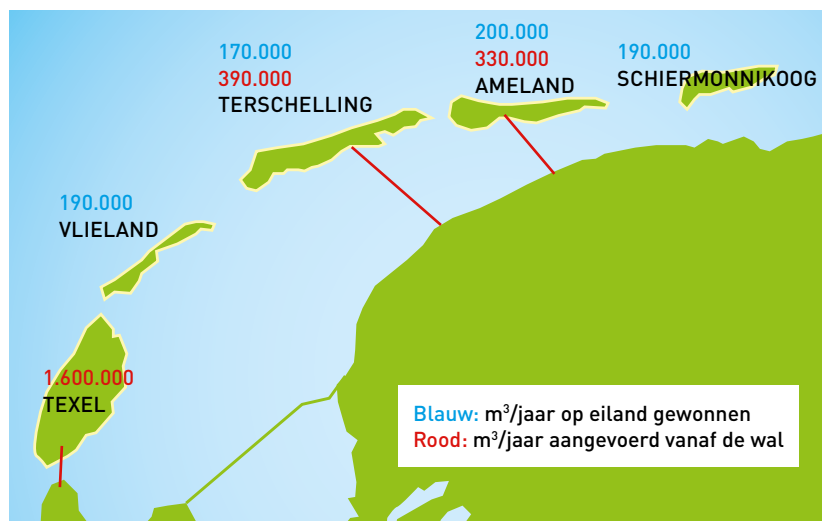 170.000
390.000
TERSCHELLING
200.000
330.000
AMELAND
190.000
SCHIERMONNIKOOG
190.000
VLIELAND
1.600.000
TEXEL
Blauw: m³/jaar op eiland gewonnen
Rood: m³/jaar aangevoerd vanaf de wal